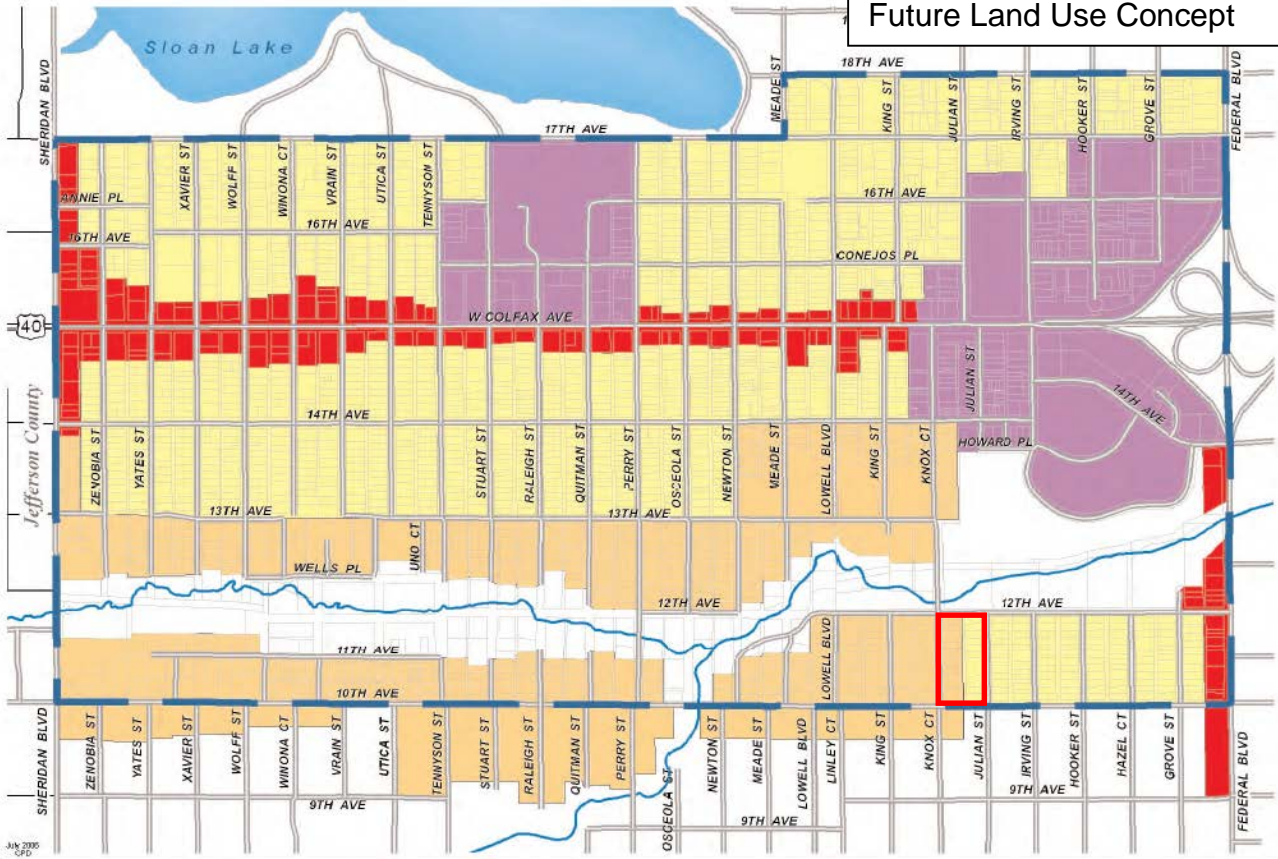 Future Land Use Concept
Sloan Lake
SHERIDAN BLVD
MEADE ST
18TH AVE
KING ST
JULIAN ST
IRVING ST
HOOKER ST
GROVE ST
FEDERAL BLVD
17TH AVE
ANNIE PL
XAVIER ST
WOLFF ST
WINONA CT
VRAIN ST
UTICA ST
TENNYSON ST
16TH AVE
16TH AVE
16TH AVE
CONEJOS PL
40
W COLFAX AVE
Jefferson County
JULIAN ST
14TH AVE
14TH AVE
HOWARD PL
ZENOBIA ST
YATES ST
STUART ST
RALEIGH ST
QUITMAN ST
PERRY ST
OSCEOLA ST
NEWTON ST
MEADE ST
LOWELL BLVD
KING ST
KNOX CT
13TH AVE
13TH AVE
UNO CT
WELLS PL
12TH AVE
12TH AVE
LOWELL BLVD
11TH AVE
10TH AVE
SHERIDAN BLVD
ZENOBIA ST
YATES ST
XAVIER ST
WOLFF ST
WINONA CT
VRAIN ST
UTICA ST
TENNYSON ST
STUART ST
RALEIGH ST
QUITMAN ST
PERRY ST
OSCEOLA ST
NEWTON ST
MEADE ST
LOWELL BLVD
LINLEY CT
KING ST
KNOX CT
JULIAN ST
IRVING ST
HOOKER ST
HAZEL CT
GROVE ST
FEDERAL BLVD
9TH AVE
9TH AVE
9TH AVE
July 2006
CPD